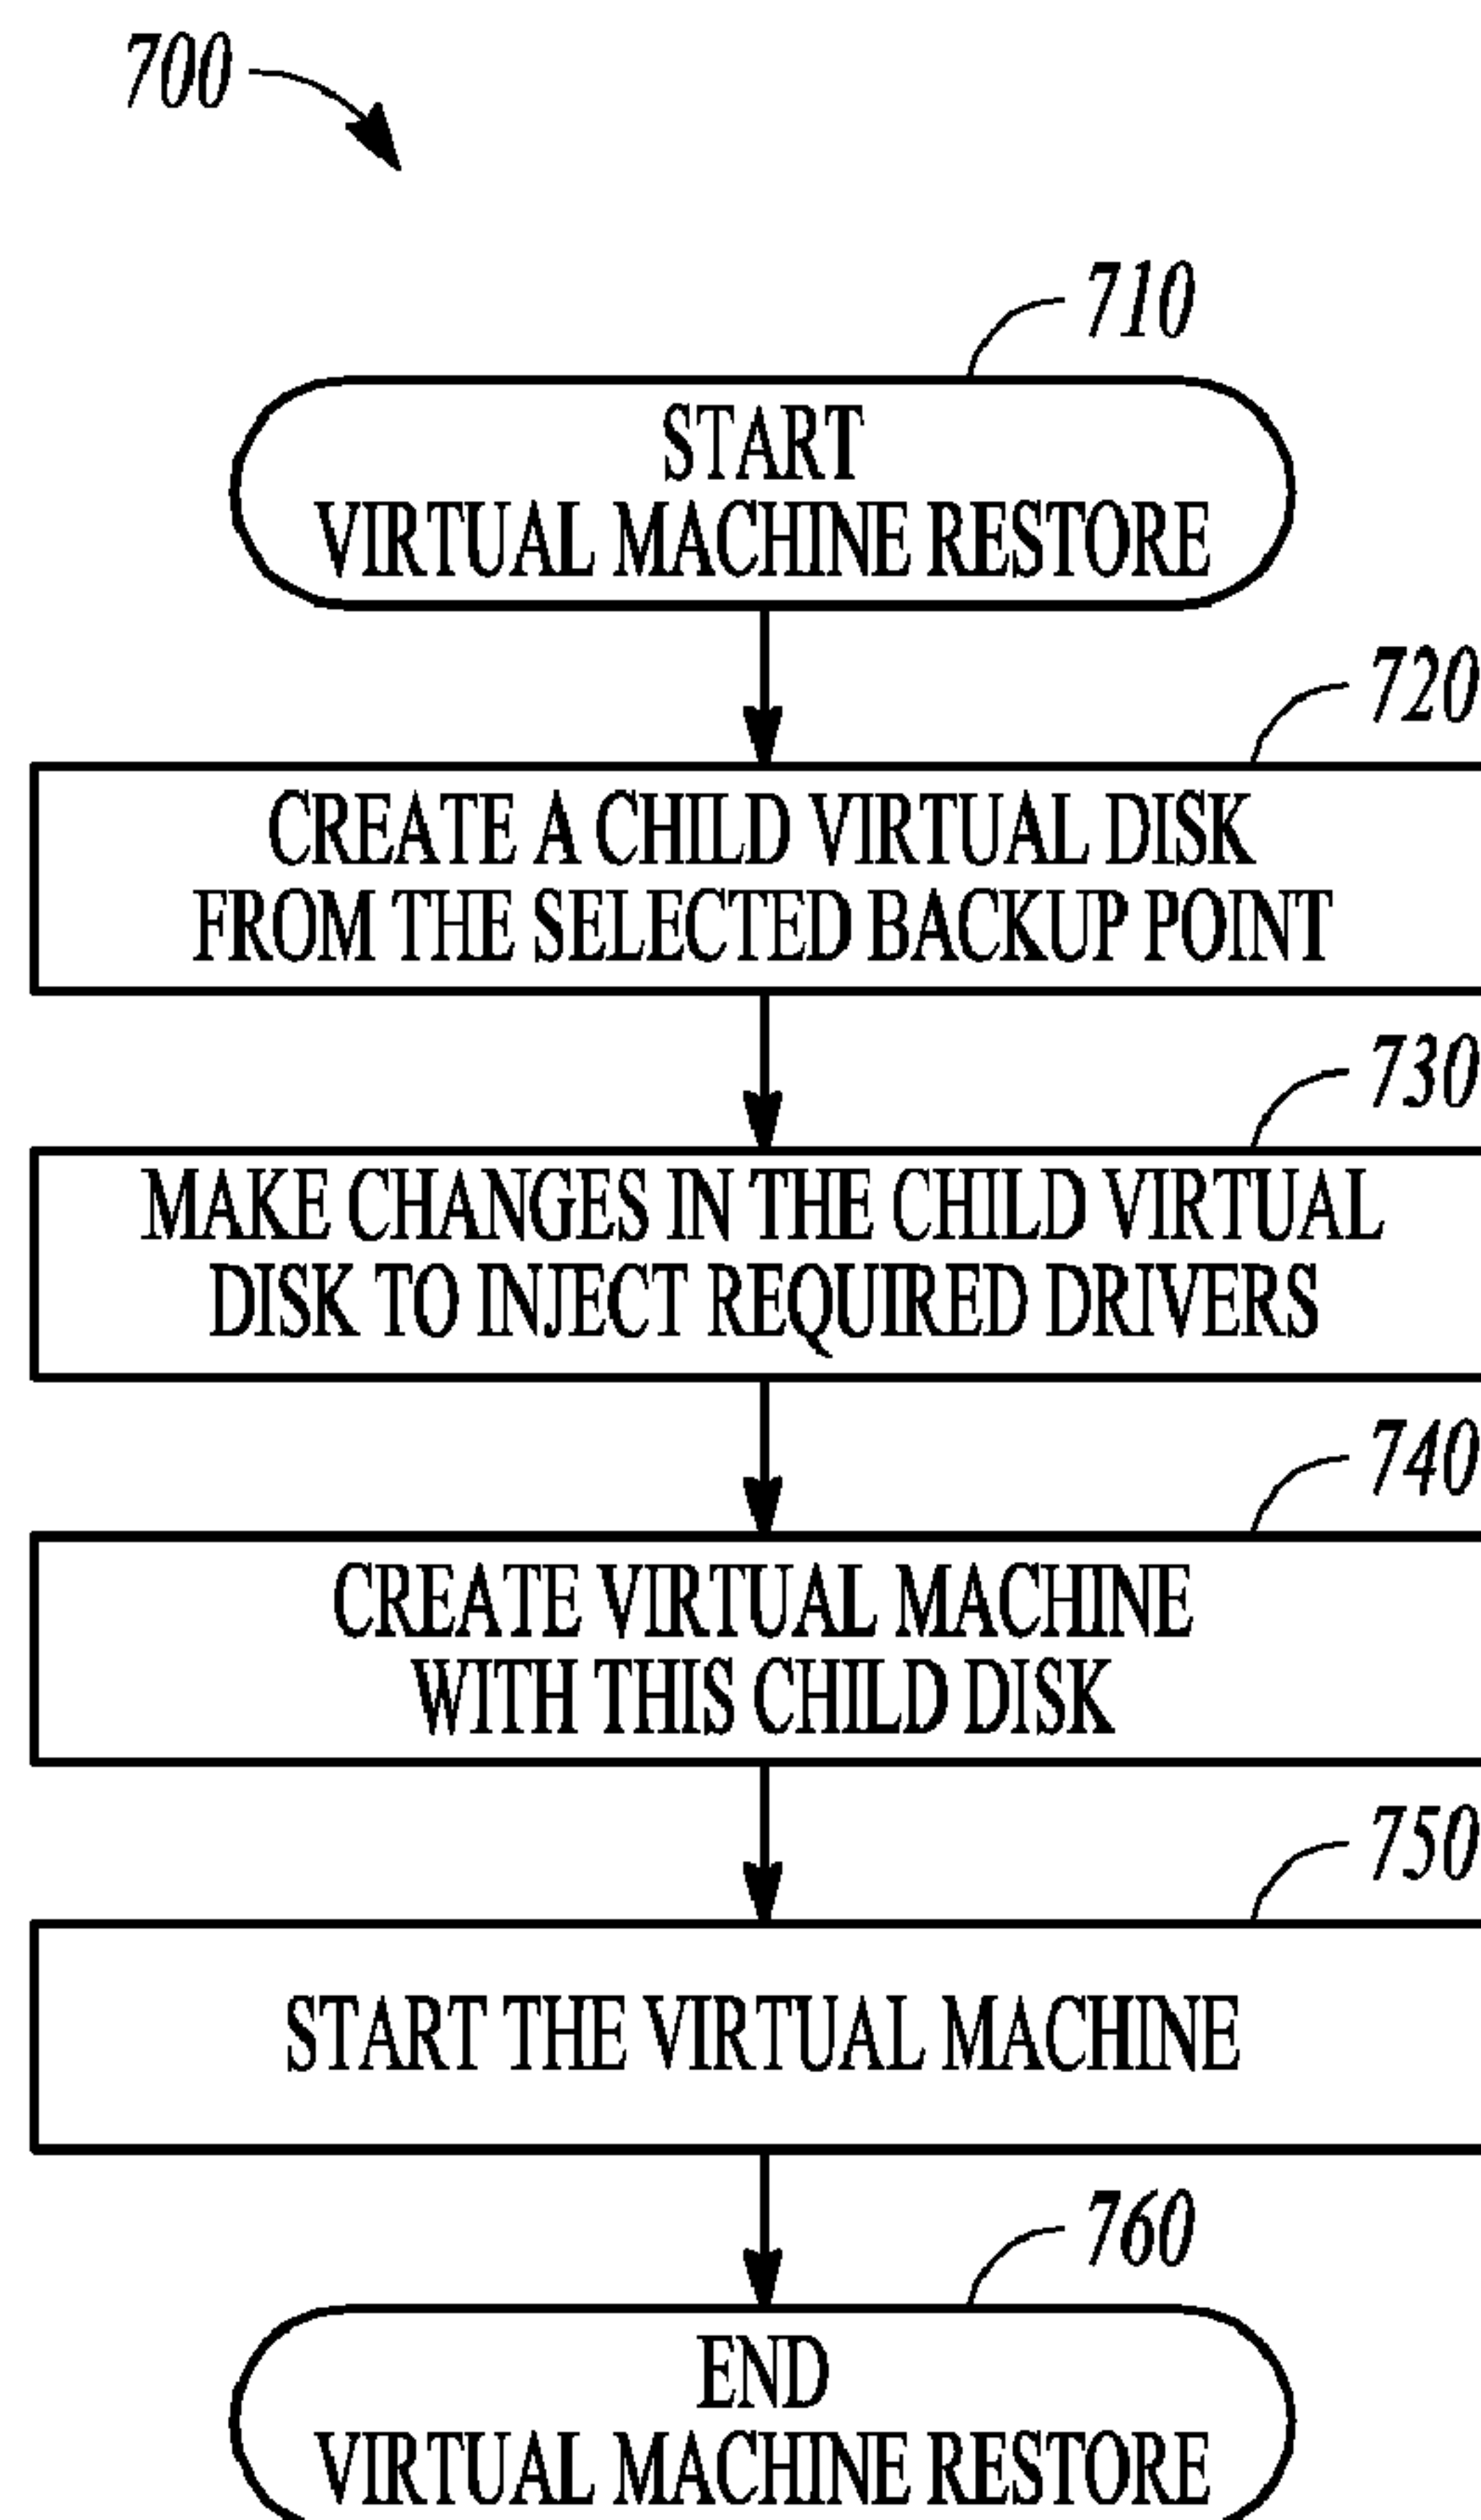 700
710
START
VIRTUAL MACHINE RESTORE
720
CREATE A CHILD VIRTUAL DISK
FROM THE SELECTED BACKUP POINT
730
MAKE CHANGES IN THE CHILD VIRTUAL
DISK TO INJECT REQUIRED DRIVERS
740
CREATE VIRTUAL MACHINE
WITH THIS CHILD DISK
750
START THE VIRTUAL MACHINE
760
END
VIRTUAL MACHINE RESTORE